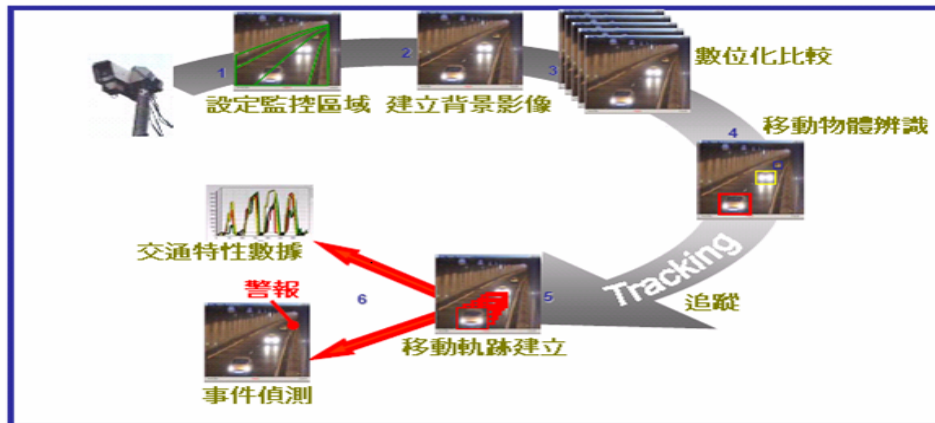 1
設定監控區域
2
建立背景影像
3
數位化比較
4
移動物體辨識
Tracking
追蹤
5
移動軌跡建立
6
交通特性數據
警報
事件偵測